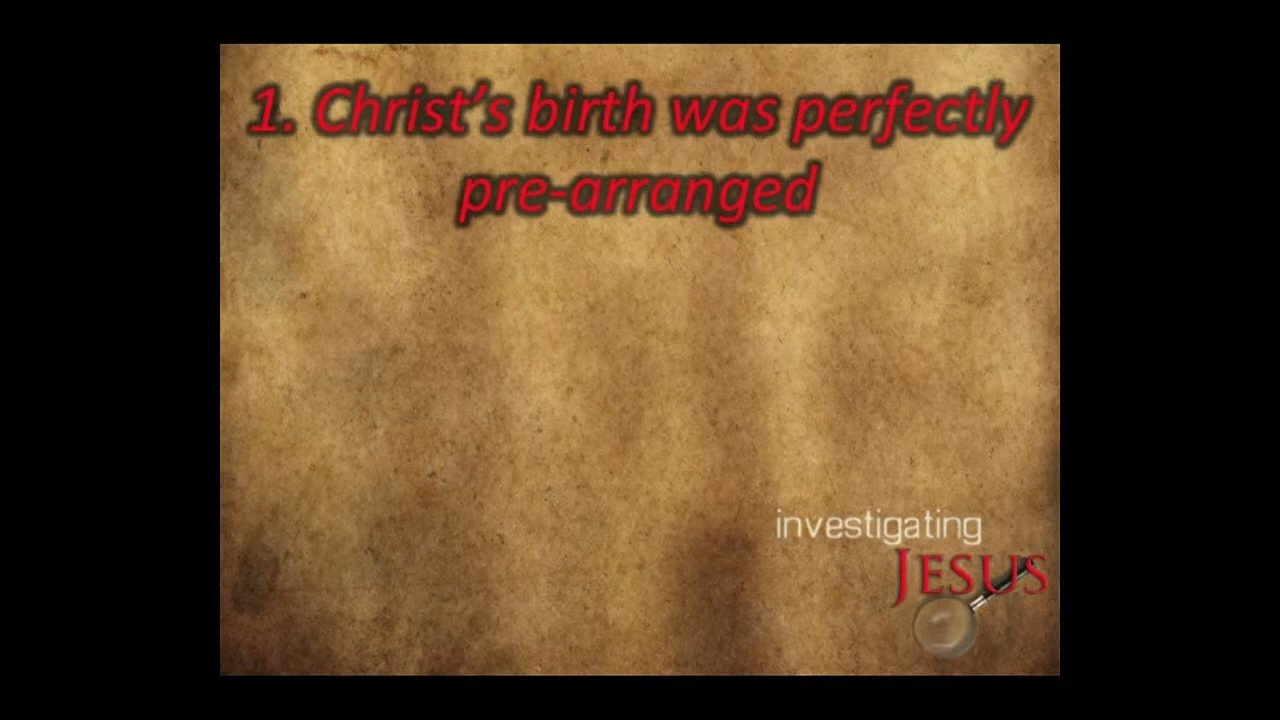 1. Christ’s birth was perfectly
pre-arranged
investigating
JESUS